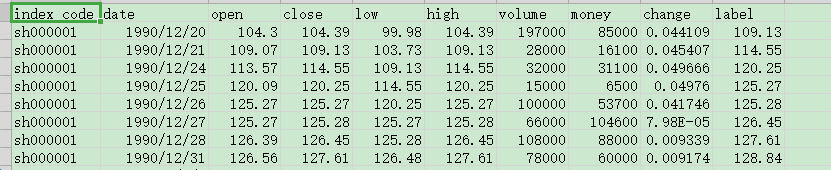 index_code date open close low high volume money change label
sh000001 1990/12/20 104.3 104.39 99.98 104.39 197000 85000 0.044109 109.13
sh000001 1990/12/21 109.07 109.13 103.73 109.13 28000 16100 0.045407 114.55
sh000001 1990/12/24 113.57 114.55 109.13 114.55 32000 31100 0.049666 120.25
sh000001 1990/12/25 120.09 120.25 114.55 120.25 15000 6500 0.04976 125.27
sh000001 1990/12/26 125.27 125.27 120.25 125.27 100000 53700 0.041746 125.28
sh000001 1990/12/27 125.27 125.28 125.27 125.28 66000 104600 7.98E-05 126.45
sh000001 1990/12/28 126.39 126.45 125.28 126.45 108000 88000 0.009339 127.61
sh000001 1990/12/31 126.56 127.61 126.48 127.61 78000 60000 0.009174 128.84